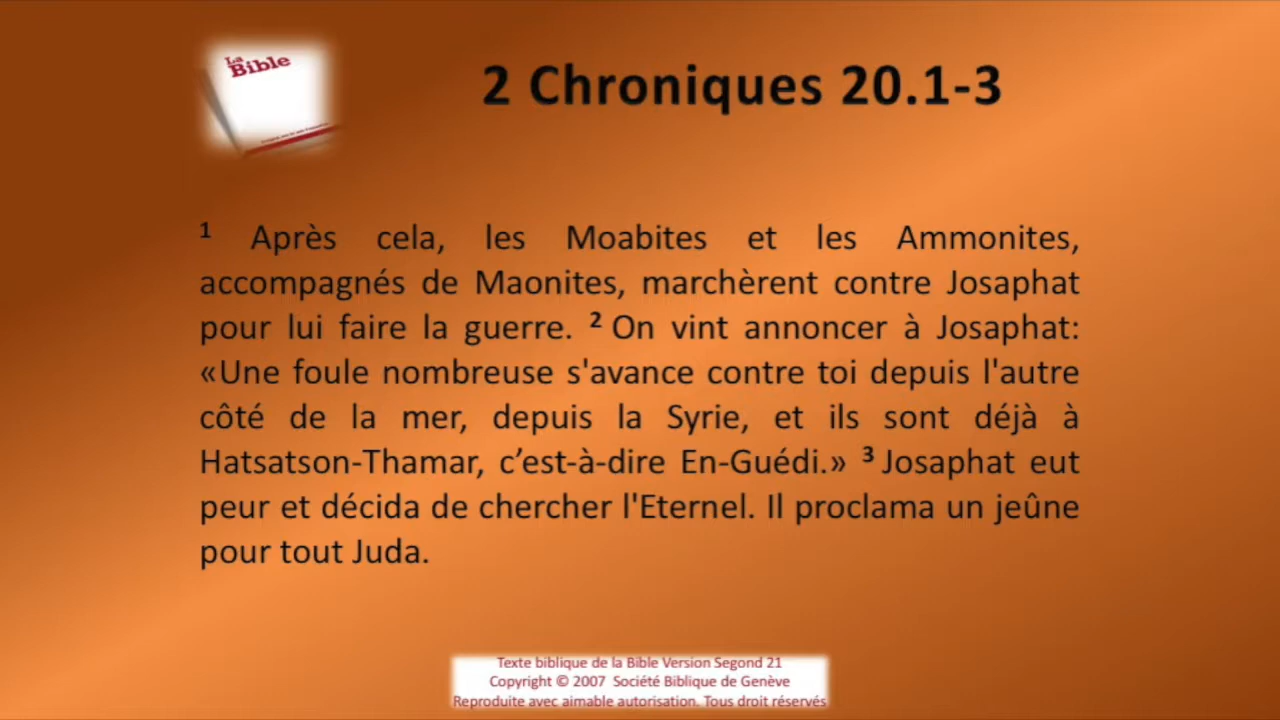 La
Bible
2 Chroniques 20.1-3
1 Après cela, les Moabites et les Ammonites,
accompagnés de Maonites, marchèrent contre Josaphat
pour lui faire la guerre. 2 On vint annoncer à Josaphat:
«Une foule nombreuse s'avance contre toi depuis l'autre
côté de la mer, depuis la Syrie, et ils sont déjà à
Hatsatson-Thamar, c’est-à-dire En-Guédi.» 3 Josaphat eut
peur et décida de chercher l'Eternel. Il proclama un jeûne
pour tout Juda.
Texte biblique de la Bible Version Segond 21
Copyright © 2007 Société Biblique de Genève
Reproduite avec aimable autorisation. Tous droit réservés